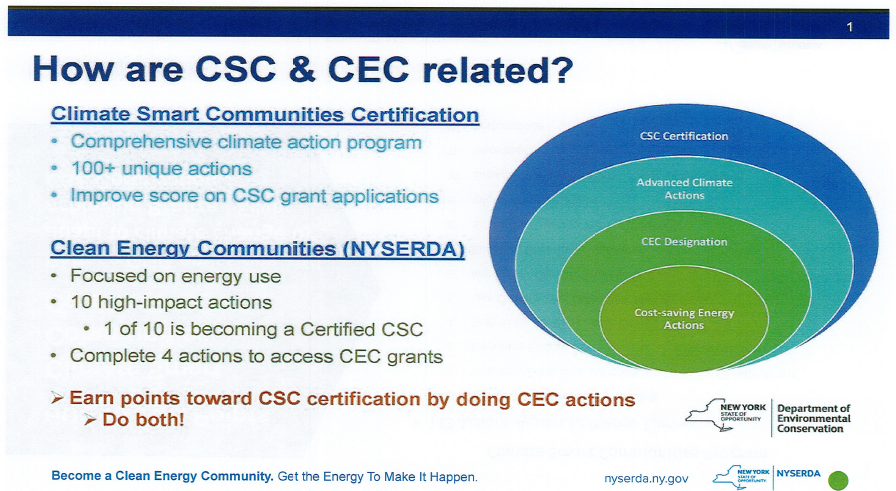 1
How are CSC & CEC related?
Climate Smart Communities Certification
• Comprehensive climate action program
• 100+ unique actions
• Improve score on CSC grant applications
Clean Energy Communities (NYSERDA)
• Focused on energy use
• 10 high-impact actions
• 1 of 10 is becoming a Certified CSC
• Complete 4 actions to access CEC grants
➢ Earn points toward CSC certification by doing CEC actions
➢ Do both!
CSC Certification
Advanced Climate
Actions
CEC Designation
Cost-saving Energy
Actions
NEW YORK
STATE OF
OPPORTUNITY
Department of
Environmental
Conservation
Become a Clean Energy Community. Get the Energy To Make It Happen.
nyserda.ny.gov
NEW YORK
STATE OF
OPPORTUNITY
NYSERDA